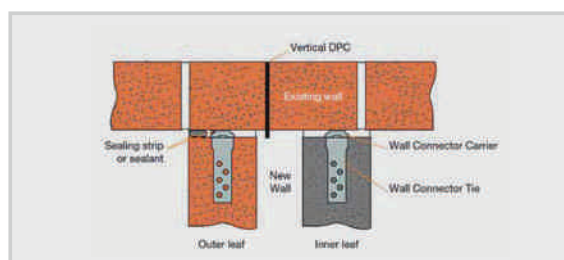 Vertical DPC
Existing wall
Sealing strip
or sealant
Wall Connector Carrier
New
Wall
Wall Connector Tie
Outer leaf
Inner leaf